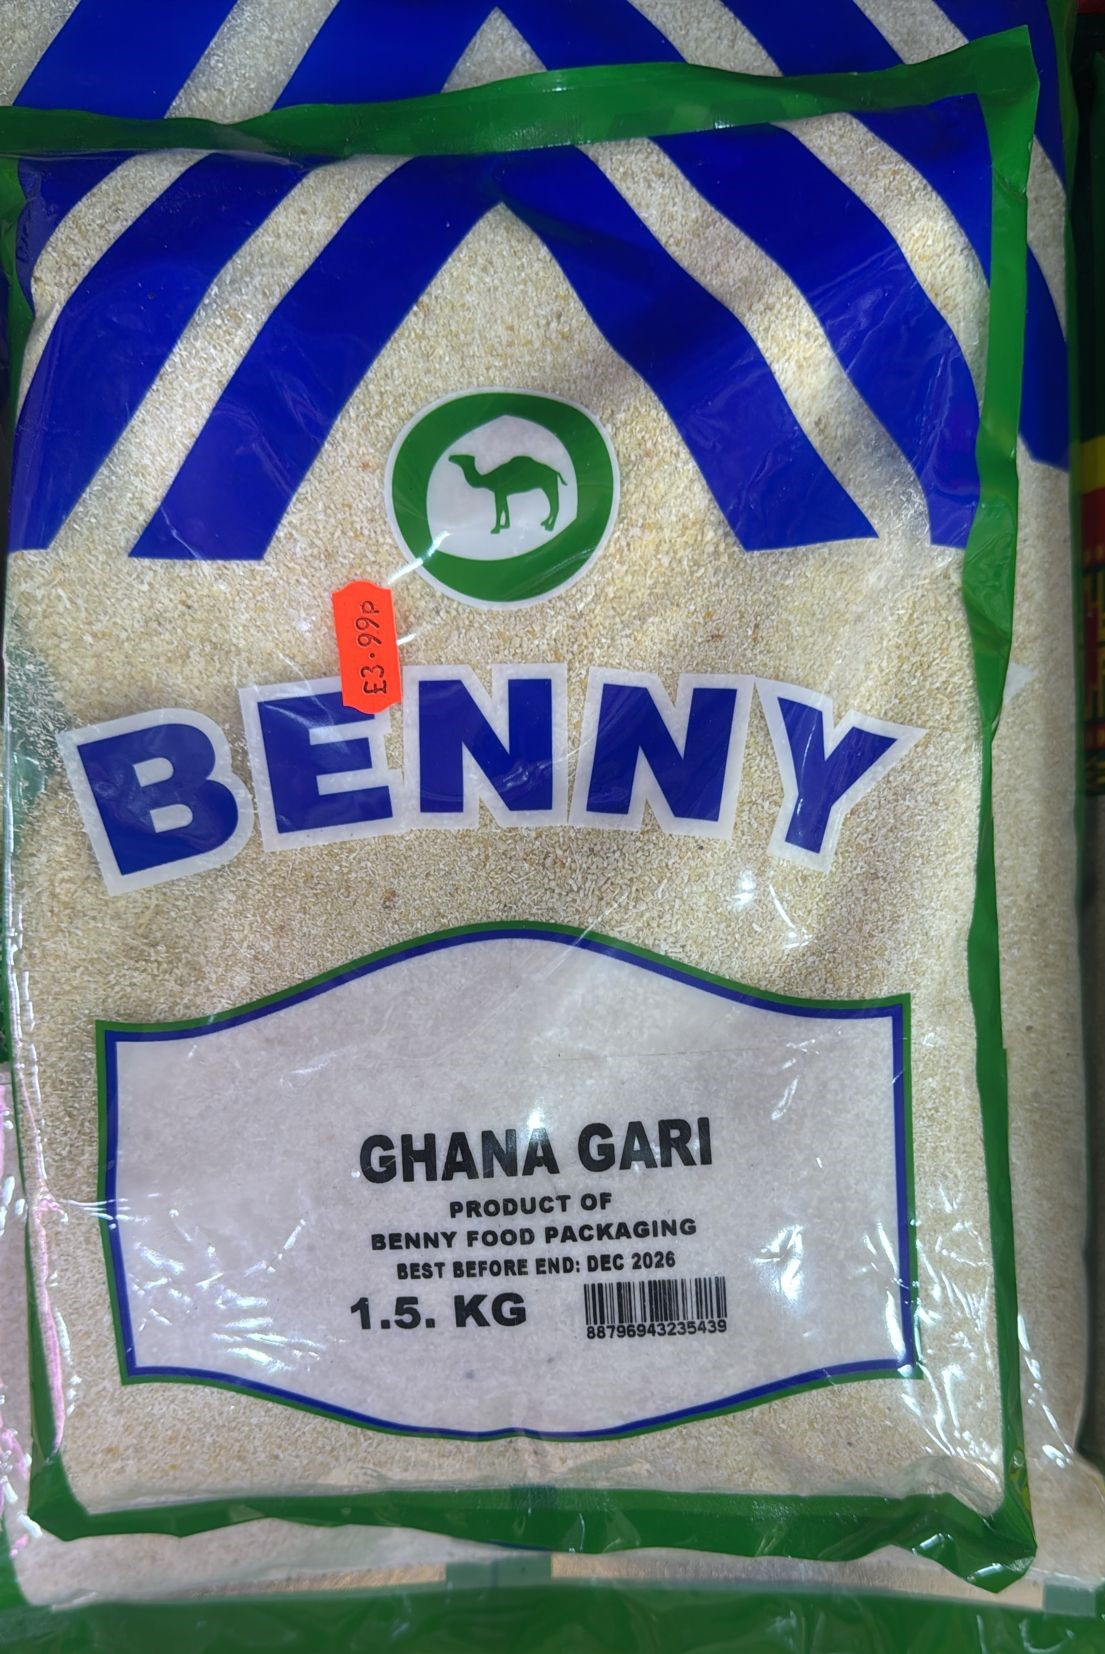 £3.99p
BENNY
GHANA GARI
PRODUCT OF
BENNY FOOD PACKAGING
BEST BEFORE END: DEC 2026
1.5. KG
88796943235439